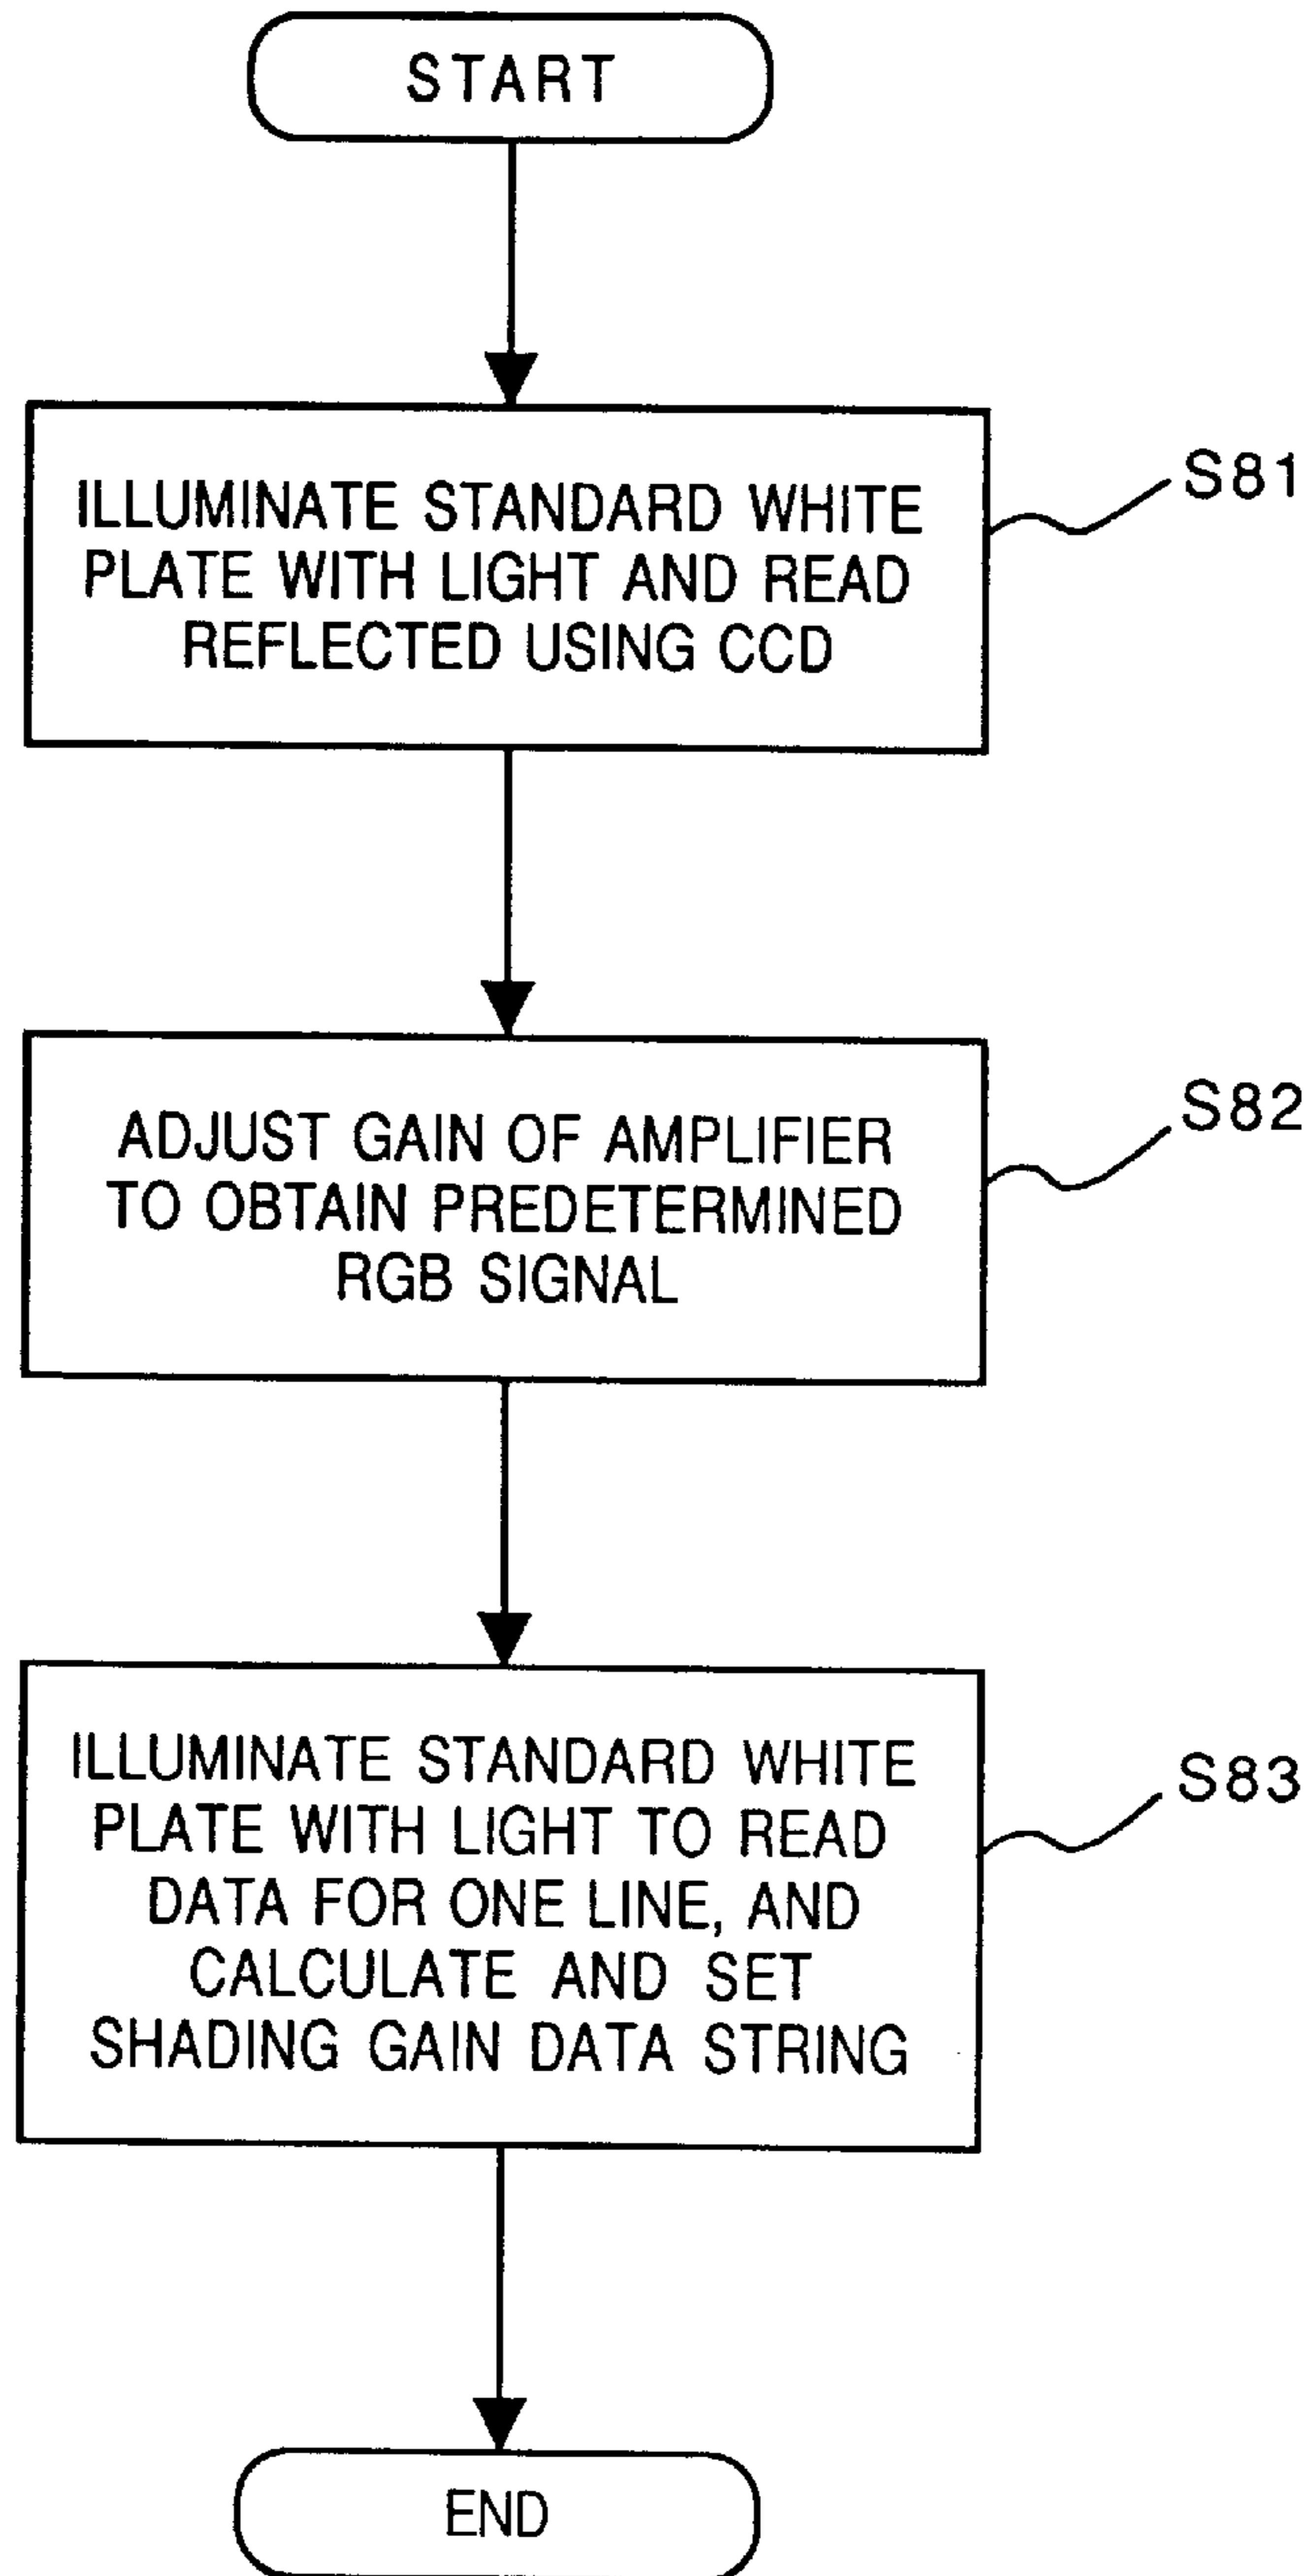 START
ILLUMINATE STANDARD WHITE
PLATE WITH LIGHT AND READ
REFLECTED USING CCD
S81
ADJUST GAIN OF AMPLIFIER
TO OBTAIN PREDETERMINED
RGB SIGNAL
S82
ILLUMINATE STANDARD WHITE
PLATE WITH LIGHT TO READ
DATA FOR ONE LINE, AND
CALCULATE AND SET
SHADING GAIN DATA STRING
S83
END